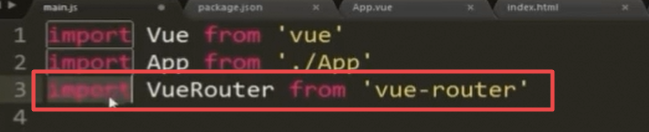 main.js package.json × App.vue × index.html ×
1 import Vue from 'vue'
2 import App from './App'
3 import VueRouter from 'vue-router'
4